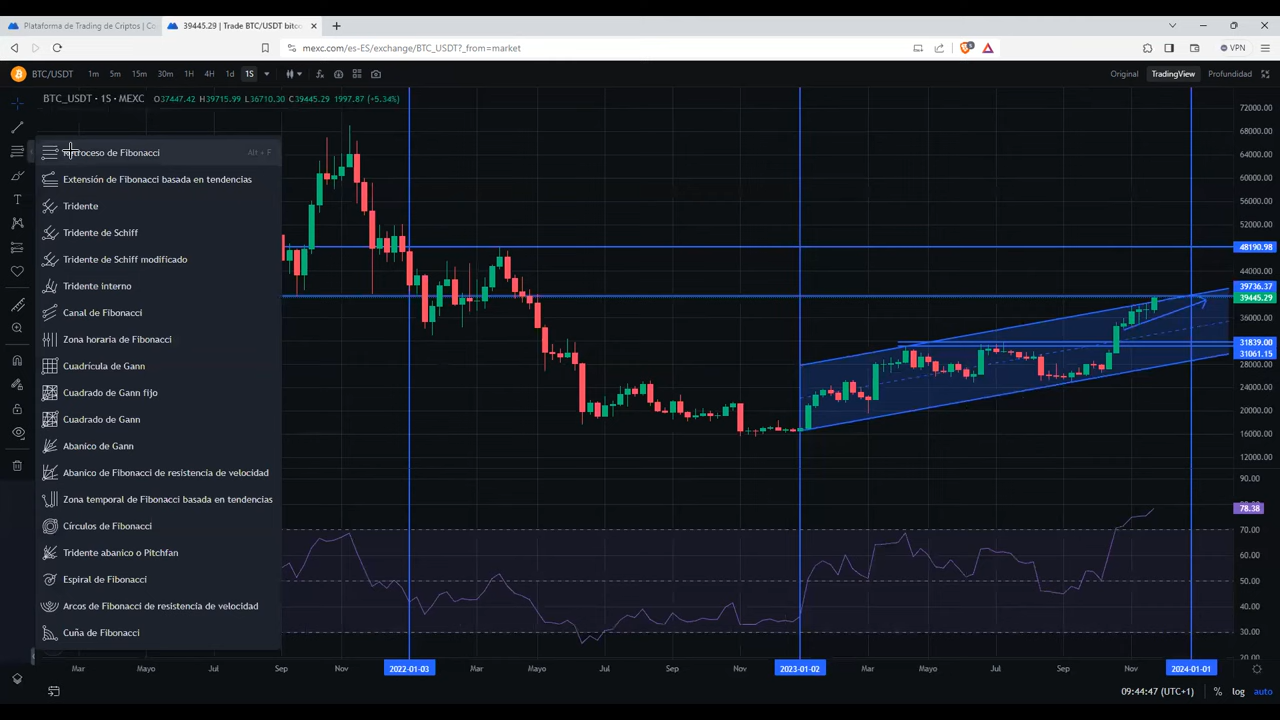 Plataforma de Trading de Criptos | Co
39445.29 | Trade BTC/USDT bitco
mexc.com/es-ES/exchange/BTC_USDT?_from=market
VPN
BTC/USDT 1m 5m 15m 30m 1H 4H 1d 1S
Original TradingView Profundidad
BTC_USDT · 1S · MEXC O37447.42 H39715.99 L36710.30 C39445.29 1997.87 (+5.34%)
Retroceso de Fibonacci Alt + F
Extensión de Fibonacci basada en tendencias
Tridente
Tridente de Schiff
Tridente de Schiff modificado
Tridente interno
Canal de Fibonacci
Zona horaria de Fibonacci
Cuadrícula de Gann
Cuadrado de Gann fijo
Cuadrado de Gann
Abanico de Gann
Abanico de Fibonacci de resistencia de velocidad
Zona temporal de Fibonacci basada en tendencias
Círculos de Fibonacci
Tridente abanico o Pitchfan
Espiral de Fibonacci
Arcos de Fibonacci de resistencia de velocidad
Cuña de Fibonacci
72000.00
68000.00
64000.00
60000.00
56000.00
52000.00
48190.98
44000.00
39736.37
39445.29
36000.00
31839.00
31061.15
28000.00
24000.00
20000.00
16000.00
12000.00
90.00
78.38
70.00
60.00
50.00
40.00
30.00
20.00
Mar Mayo Jul Sep Nov 2022-01-03 Mar Mayo Jul Sep Nov 2023-01-02 Mar Mayo Jul Sep Nov 2024-01-01
09:44:47 (UTC+1) % log auto